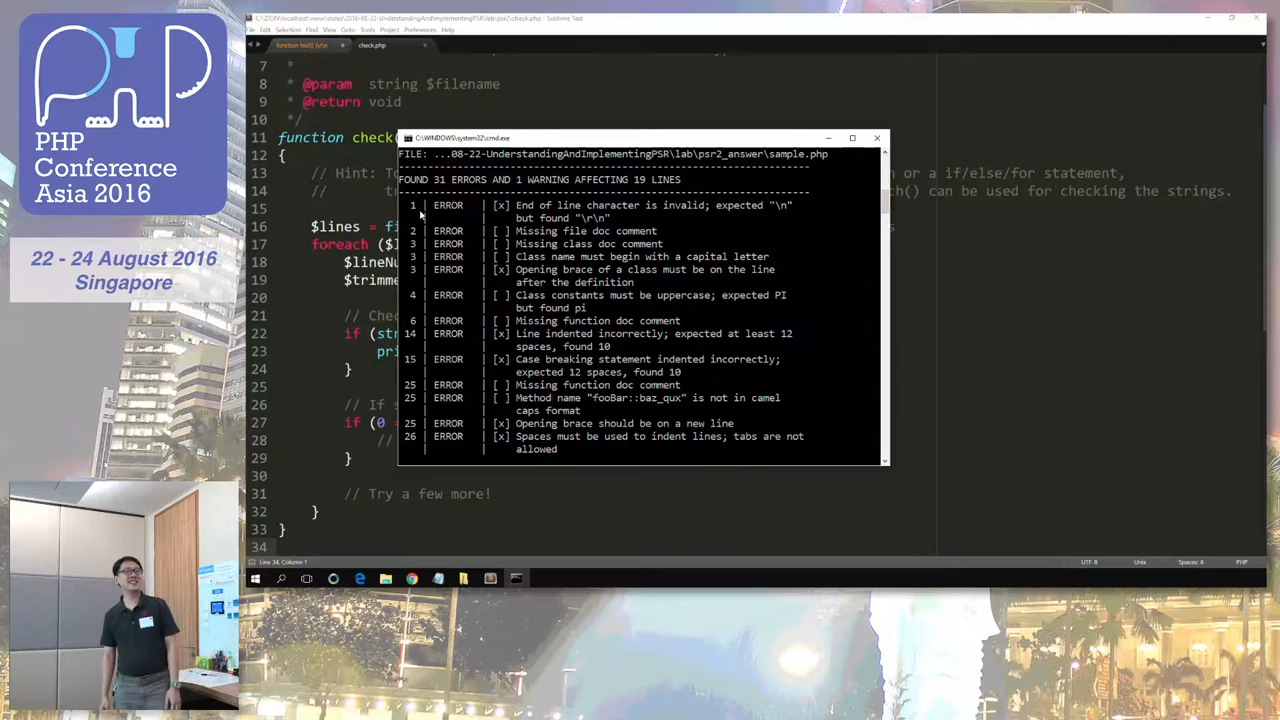 PHP
PHP
Conference
Asia 2016
22 - 24 August 2016
Singapore
C:\ZION\localhost\www\slides\2016-08-22-UnderstandingAndImplementingPSR\lab\psr2\check.php - Sublime Text
File Edit Selection Find View Goto Tools Project Preferences Help
function test() {\r\n
check.php
7 *
8 * @param string $filename
9 * @return void
10 */
11 function check(
12 {
13 // Hint: To
n or a if/else/for statement,
14 // tr
ch() can be used for checking the strings.
15
16 $lines = fi
s
17 foreach ($l
18 $lineNu
19 $trimme
20
21 // Chec
22 if (str
23 pri
24 }
25
26 // If s
27 if (0 =
28 //
29 }
30
31 // Try a few more!
32 }
33 }
34
C:\WINDOWS\system32\cmd.exe
FILE: ...08-22-UnderstandingAndImplementingPSR\lab\psr2_answer\sample.php
----------------------------------------------------------------------
FOUND 31 ERRORS AND 1 WARNING AFFECTING 19 LINES
----------------------------------------------------------------------
1 | ERROR | [x] End of line character is invalid; expected "\n"
| | but found "\r\n"
2 | ERROR | [ ] Missing file doc comment
3 | ERROR | [ ] Missing class doc comment
3 | ERROR | [ ] Class name must begin with a capital letter
3 | ERROR | [x] Opening brace of a class must be on the line
| | after the definition
4 | ERROR | [ ] Class constants must be uppercase; expected PI
| | but found pi
6 | ERROR | [ ] Missing function doc comment
14 | ERROR | [x] Line indented incorrectly; expected at least 12
| | spaces, found 10
15 | ERROR | [x] Case breaking statement indented incorrectly;
| | expected 12 spaces, found 10
25 | ERROR | [ ] Missing function doc comment
25 | ERROR | [ ] Method name "fooBar::baz_qux" is not in camel
| | caps format
25 | ERROR | [x] Opening brace should be on a new line
26 | ERROR | [x] Spaces must be used to indent lines; tabs are not
| | allowed
Line 34, Column 1
UTF-8
Unix
Spaces: 4
PHP